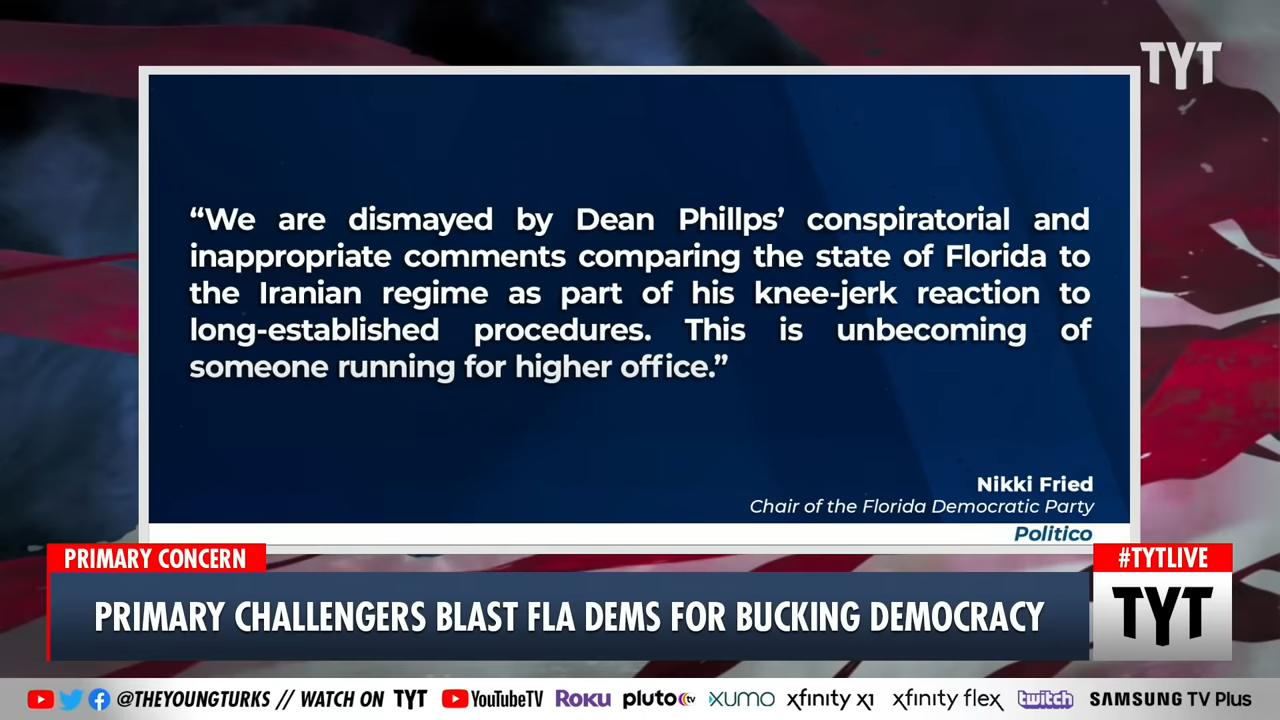 TYT
“We are dismayed by Dean Phillps’ conspiratorial and
inappropriate comments comparing the state of Florida to
the Iranian regime as part of his knee-jerk reaction to
long-established procedures. This is unbecoming of
someone running for higher office.”
Nikki Fried
Chair of the Florida Democratic Party
Politico
PRIMARY CONCERN
#TYTLIVE
PRIMARY CHALLENGERS BLAST FLA DEMS FOR BUCKING DEMOCRACY
TYT
@THEYOUNGTURKS // WATCH ON TYT YouTubeTV ROKU pluto tv xumo xfinity x1 xfinity flex twitch SAMSUNG TV Plus